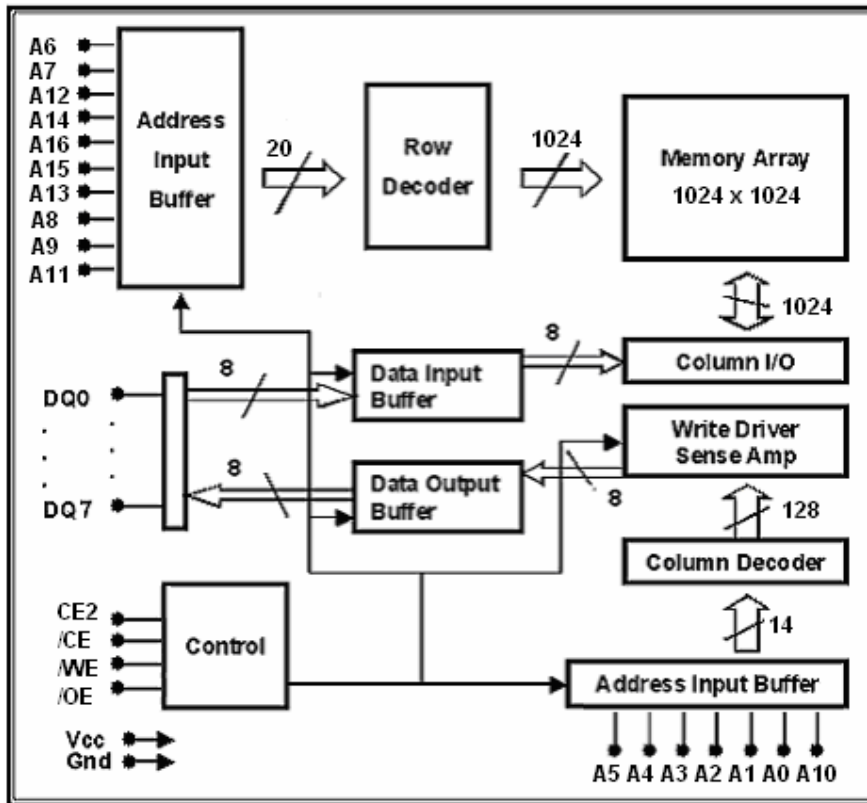 A6
A7
A12
A14
A16
A15
A13
A8
A9
A11
Address
Input
Buffer
20
Row
Decoder
1024
Memory Array
1024 x 1024
1024
8
Data Input
Buffer
8
Column I/O
DQ0
DQ7
8
Data Output
Buffer
8
Write Driver
Sense Amp
128
Column Decoder
14
CE2
/CE
/WE
/OE
Control
Address Input Buffer
Vcc
Gnd
A5 A4 A3 A2 A1 A0 A10